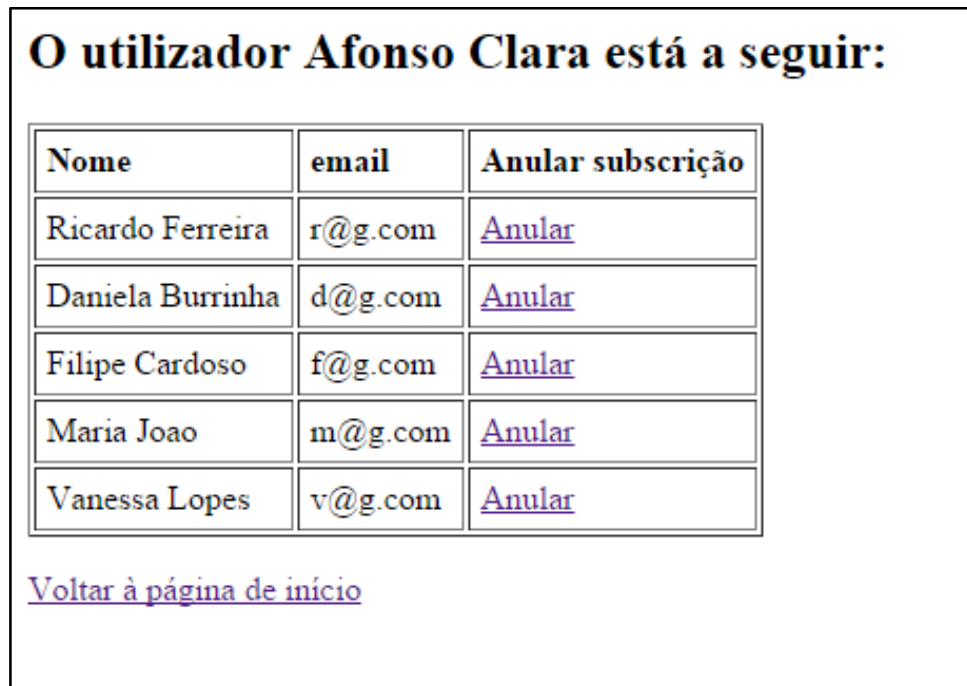 O utilizador Afonso Clara está a seguir:
Nome email Anular subscrição
Ricardo Ferreira r@g.com Anular
Daniela Burrinha d@g.com Anular
Filipe Cardoso f@g.com Anular
Maria Joao m@g.com Anular
Vanessa Lopes v@g.com Anular
Voltar à página de início